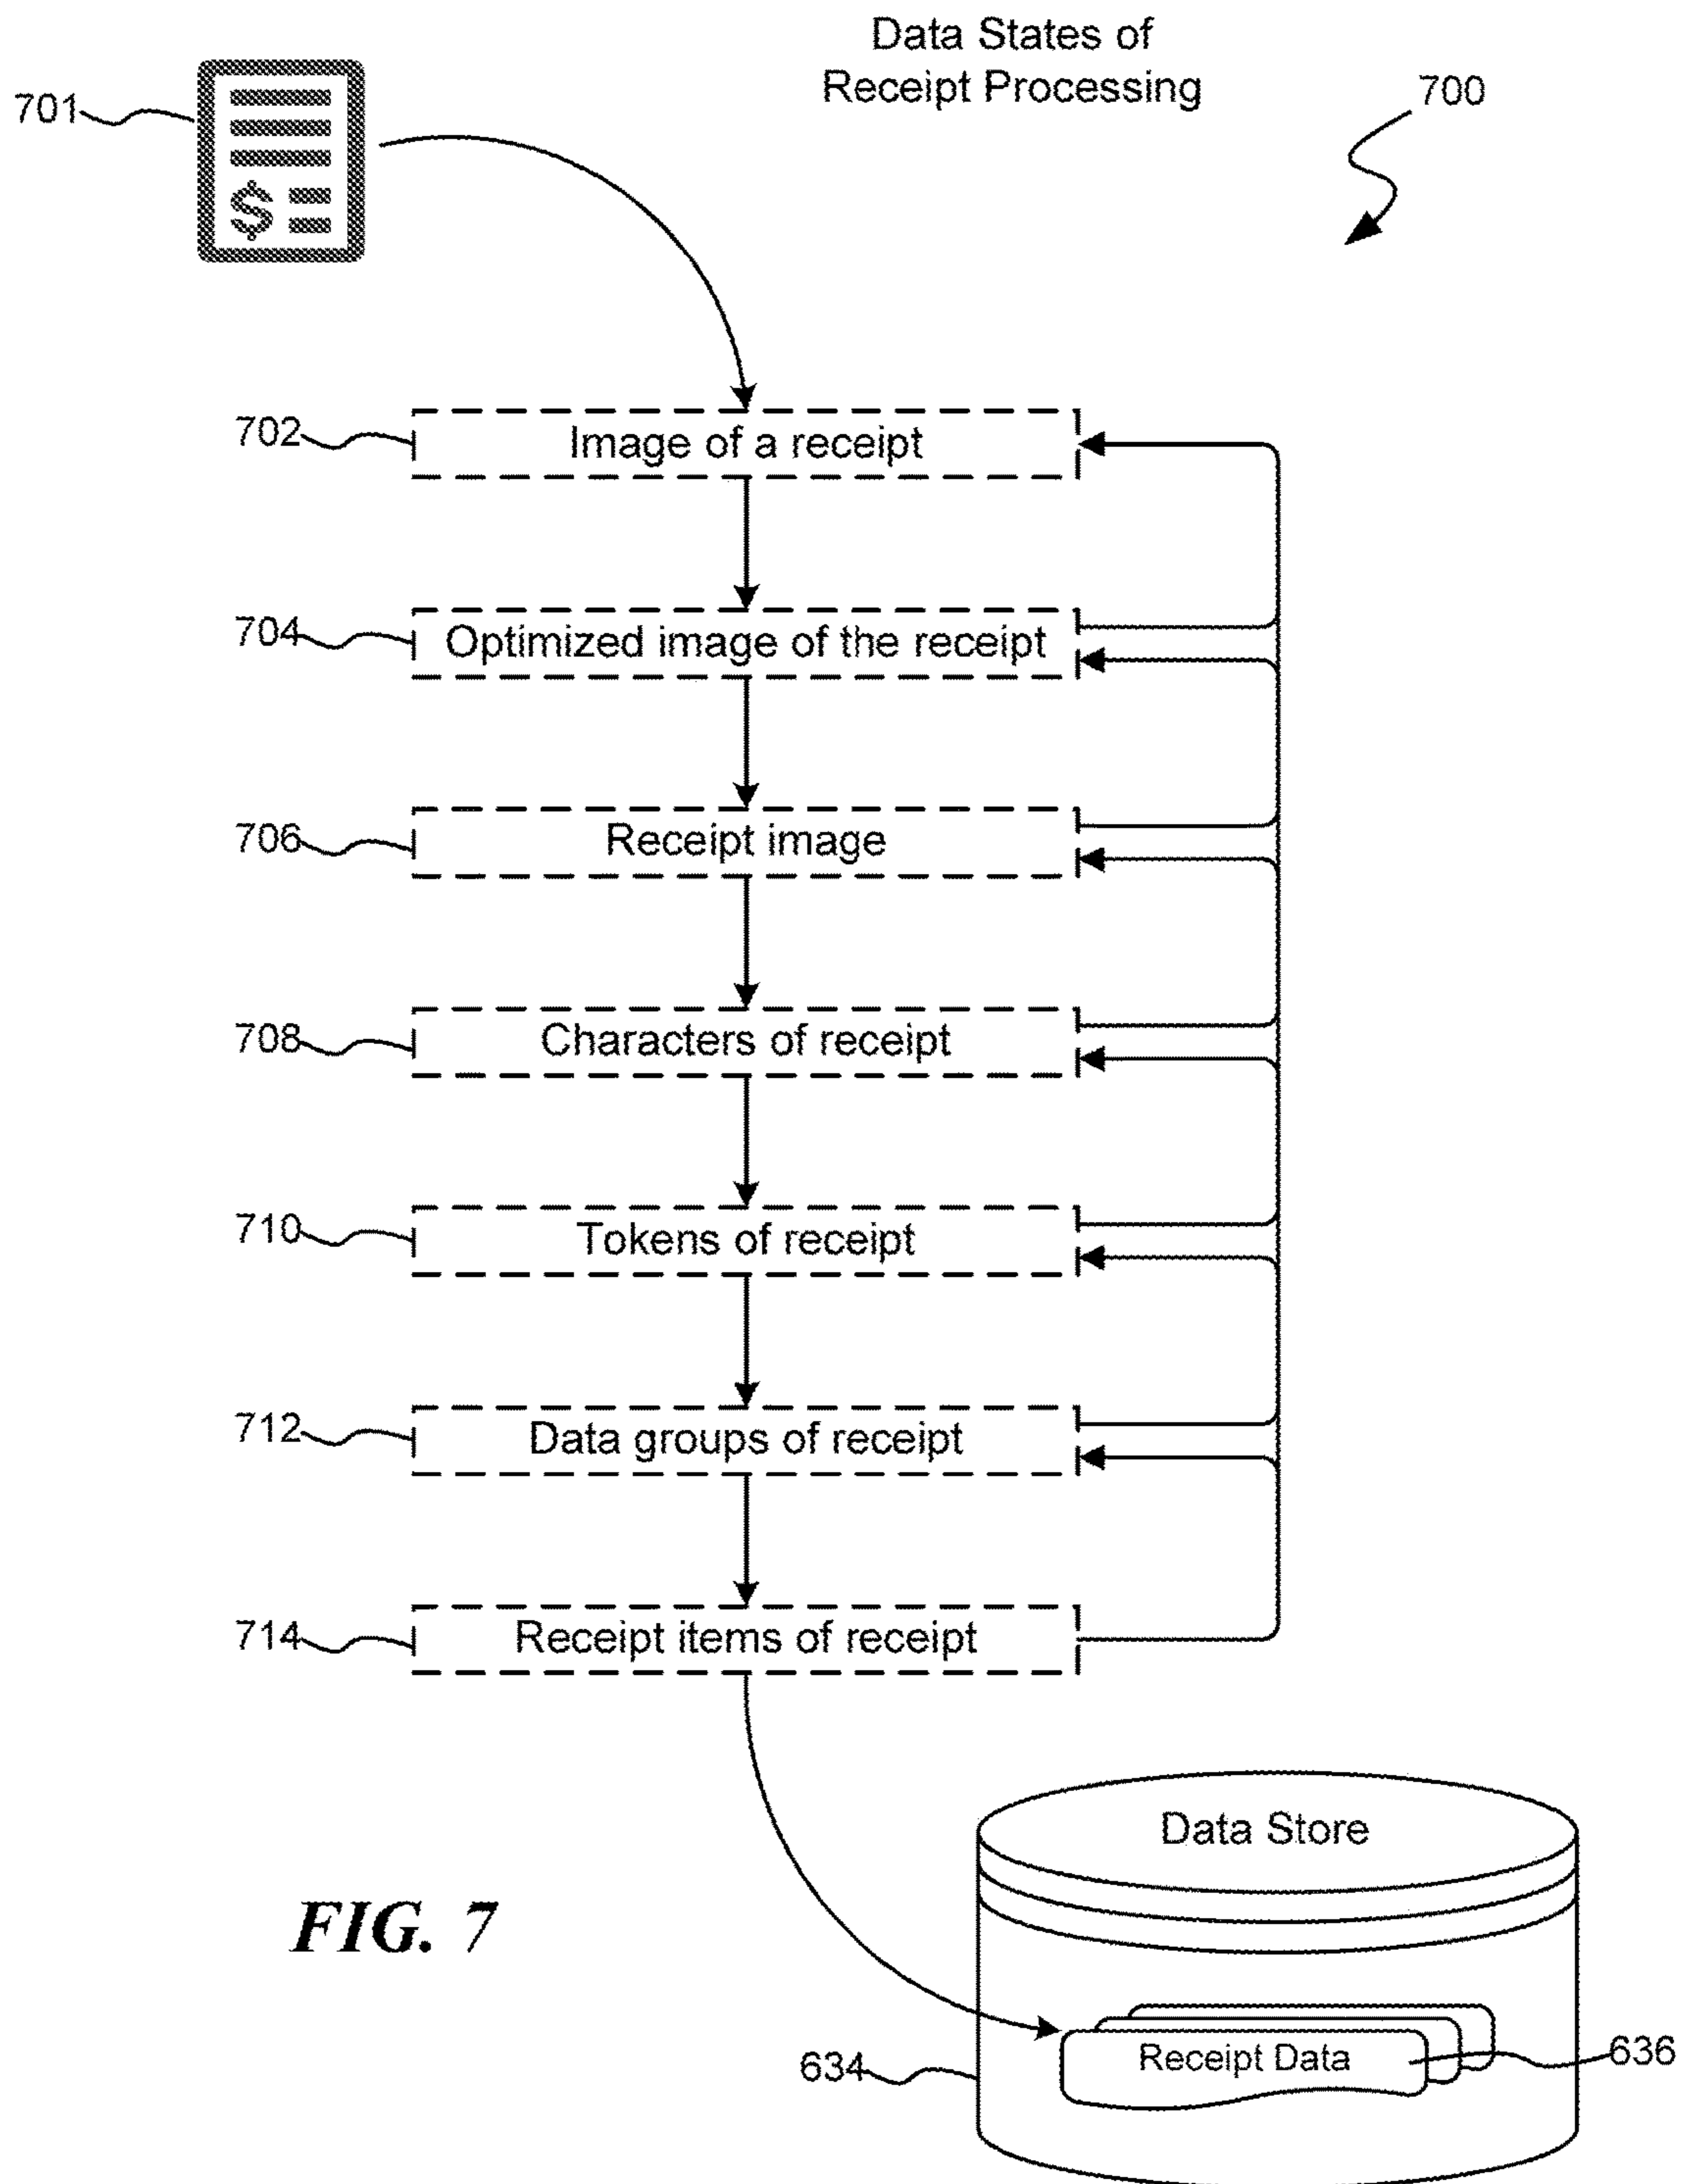 Data States of
Receipt Processing
700
701
$
702
Image of a receipt
704
Optimized image of the receipt
706
Receipt image
708
Characters of receipt
710
Tokens of receipt
712
Data groups of receipt
714
Receipt items of receipt
Data Store
FIG. 7
Receipt Data
634
636